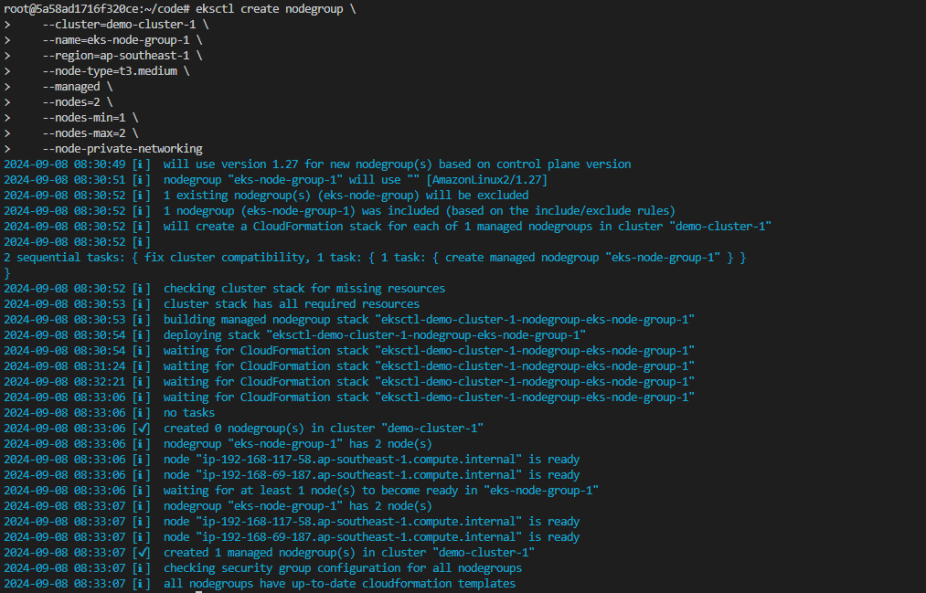 root@5a58ad1716f320ce:~/code# eksctl create nodegroup \
>     --cluster=demo-cluster-1 \
>     --name=eks-node-group-1 \
>     --region=ap-southeast-1 \
>     --node-type=t3.medium \
>     --managed \
>     --nodes=2 \
>     --nodes-min=1 \
>     --nodes-max=2 \
>     --node-private-networking
2024-09-08 08:30:49 [ℹ]  will use version 1.27 for new nodegroup(s) based on control plane version
2024-09-08 08:30:51 [ℹ]  nodegroup "eks-node-group-1" will use "" [AmazonLinux2/1.27]
2024-09-08 08:30:52 [ℹ]  1 existing nodegroup(s) (eks-node-group) will be excluded
2024-09-08 08:30:52 [ℹ]  1 nodegroup (eks-node-group-1) was included (based on the include/exclude rules)
2024-09-08 08:30:52 [ℹ]  will create a CloudFormation stack for each of 1 managed nodegroups in cluster "demo-cluster-1"
2024-09-08 08:30:52 [ℹ]
2 sequential tasks: { fix cluster compatibility, 1 task: { 1 task: { create managed nodegroup "eks-node-group-1" } }
}
2024-09-08 08:30:52 [ℹ]  checking cluster stack for missing resources
2024-09-08 08:30:53 [ℹ]  cluster stack has all required resources
2024-09-08 08:30:53 [ℹ]  building managed nodegroup stack "eksctl-demo-cluster-1-nodegroup-eks-node-group-1"
2024-09-08 08:30:54 [ℹ]  deploying stack "eksctl-demo-cluster-1-nodegroup-eks-node-group-1"
2024-09-08 08:30:54 [ℹ]  waiting for CloudFormation stack "eksctl-demo-cluster-1-nodegroup-eks-node-group-1"
2024-09-08 08:31:24 [ℹ]  waiting for CloudFormation stack "eksctl-demo-cluster-1-nodegroup-eks-node-group-1"
2024-09-08 08:32:21 [ℹ]  waiting for CloudFormation stack "eksctl-demo-cluster-1-nodegroup-eks-node-group-1"
2024-09-08 08:33:06 [ℹ]  waiting for CloudFormation stack "eksctl-demo-cluster-1-nodegroup-eks-node-group-1"
2024-09-08 08:33:06 [ℹ]  no tasks
2024-09-08 08:33:06 [✔]  created 0 nodegroup(s) in cluster "demo-cluster-1"
2024-09-08 08:33:06 [ℹ]  nodegroup "eks-node-group-1" has 2 node(s)
2024-09-08 08:33:06 [ℹ]  node "ip-192-168-117-58.ap-southeast-1.compute.internal" is ready
2024-09-08 08:33:06 [ℹ]  node "ip-192-168-69-187.ap-southeast-1.compute.internal" is ready
2024-09-08 08:33:06 [ℹ]  waiting for at least 1 node(s) to become ready in "eks-node-group-1"
2024-09-08 08:33:07 [ℹ]  nodegroup "eks-node-group-1" has 2 node(s)
2024-09-08 08:33:07 [ℹ]  node "ip-192-168-117-58.ap-southeast-1.compute.internal" is ready
2024-09-08 08:33:07 [ℹ]  node "ip-192-168-69-187.ap-southeast-1.compute.internal" is ready
2024-09-08 08:33:07 [✔]  created 1 managed nodegroup(s) in cluster "demo-cluster-1"
2024-09-08 08:33:07 [ℹ]  checking security group configuration for all nodegroups
2024-09-08 08:33:07 [ℹ]  all nodegroups have up-to-date cloudformation templates